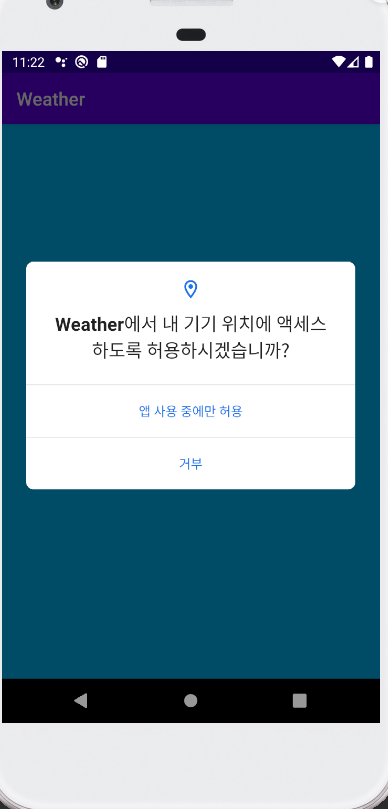 11:22
Weather
Weather에서 내 기기 위치에 액세스
하도록 허용하시겠습니까?
앱 사용 중에만 허용
거부